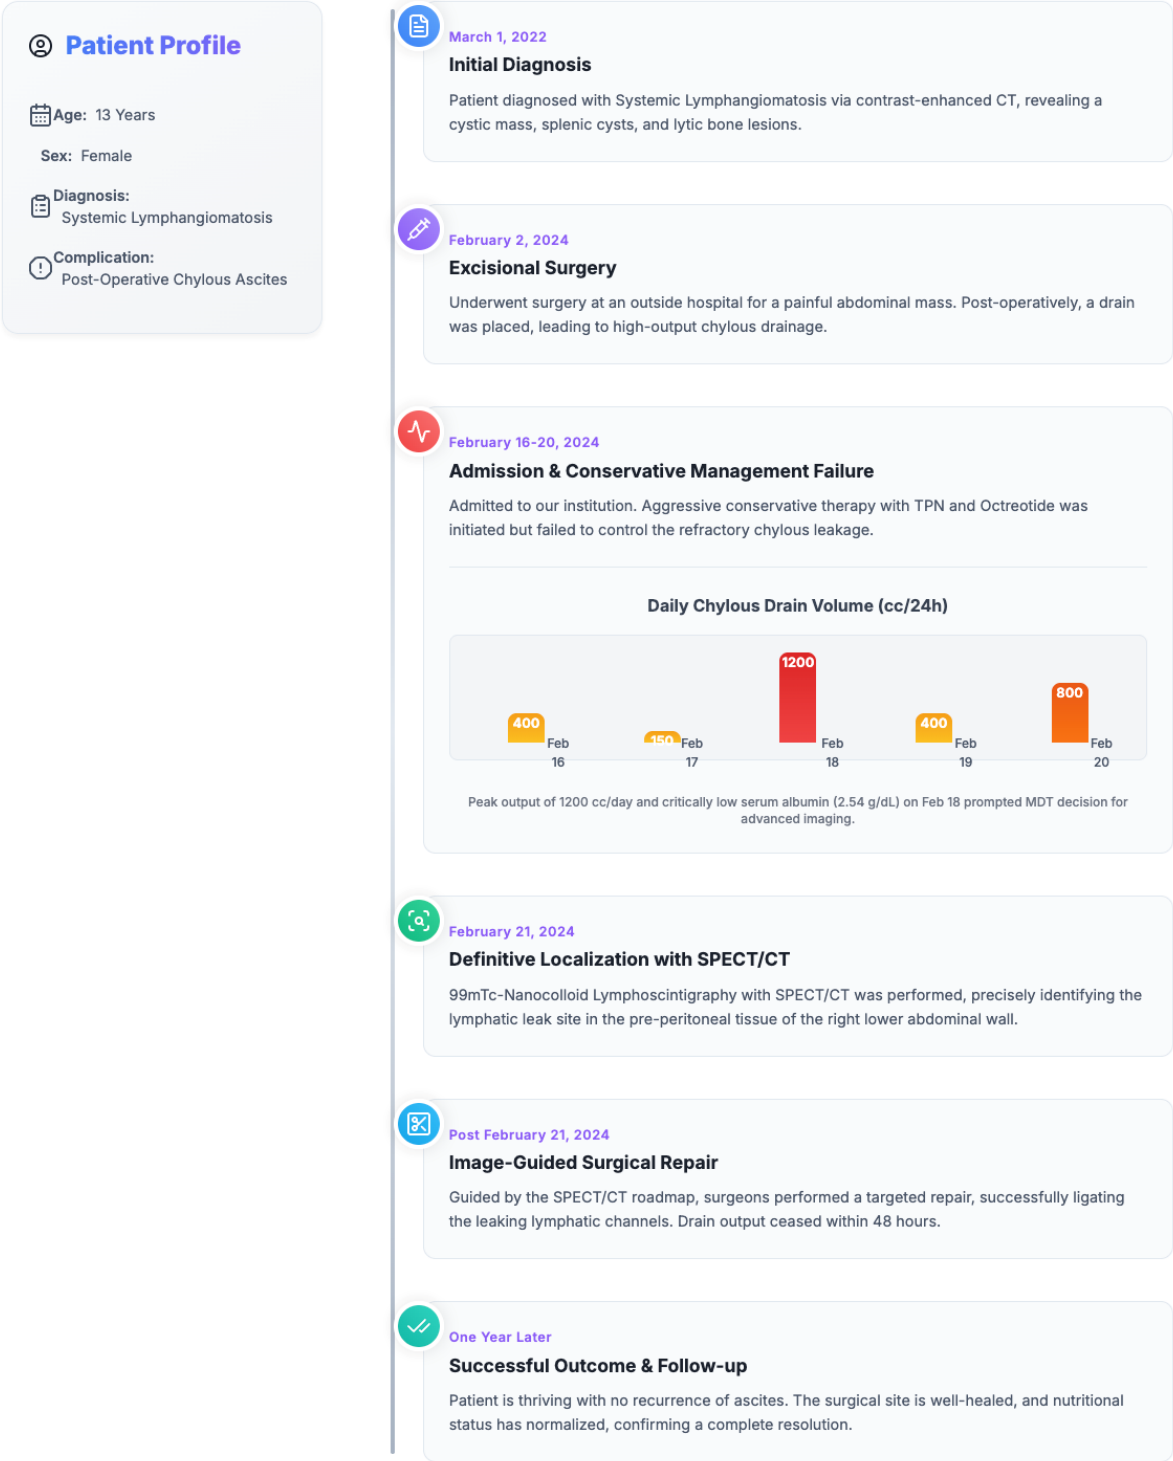 Patient Profile
Age: 13 Years
Sex: Female
Diagnosis:
Systemic Lymphangiomatosis
Complication:
Post-Operative Chylous Ascites
March 1, 2022
Initial Diagnosis
Patient diagnosed with Systemic Lymphangiomatosis via contrast-enhanced CT, revealing a
cystic mass, splenic cysts, and lytic bone lesions.
February 2, 2024
Excisional Surgery
Underwent surgery at an outside hospital for a painful abdominal mass. Post-operatively, a drain
was placed, leading to high-output chylous drainage.
February 16-20, 2024
Admission & Conservative Management Failure
Admitted to our institution. Aggressive conservative therapy with TPN and Octreotide was
initiated but failed to control the refractory chylous leakage.
Daily Chylous Drain Volume (cc/24h)
400
150
1200
400
800
Feb
16
Feb
17
Feb
18
Feb
19
Feb
20
Peak output of 1200 cc/day and critically low serum albumin (2.54 g/dL) on Feb 18 prompted MDT decision for
advanced imaging.
February 21, 2024
Definitive Localization with SPECT/CT
99mTc-Nanocolloid Lymphoscintigraphy with SPECT/CT was performed, precisely identifying the
lymphatic leak site in the pre-peritoneal tissue of the right lower abdominal wall.
Post February 21, 2024
Image-Guided Surgical Repair
Guided by the SPECT/CT roadmap, surgeons performed a targeted repair, successfully ligating
the leaking lymphatic channels. Drain output ceased within 48 hours.
One Year Later
Successful Outcome & Follow-up
Patient is thriving with no recurrence of ascites. The surgical site is well-healed, and nutritional
status has normalized, confirming a complete resolution.